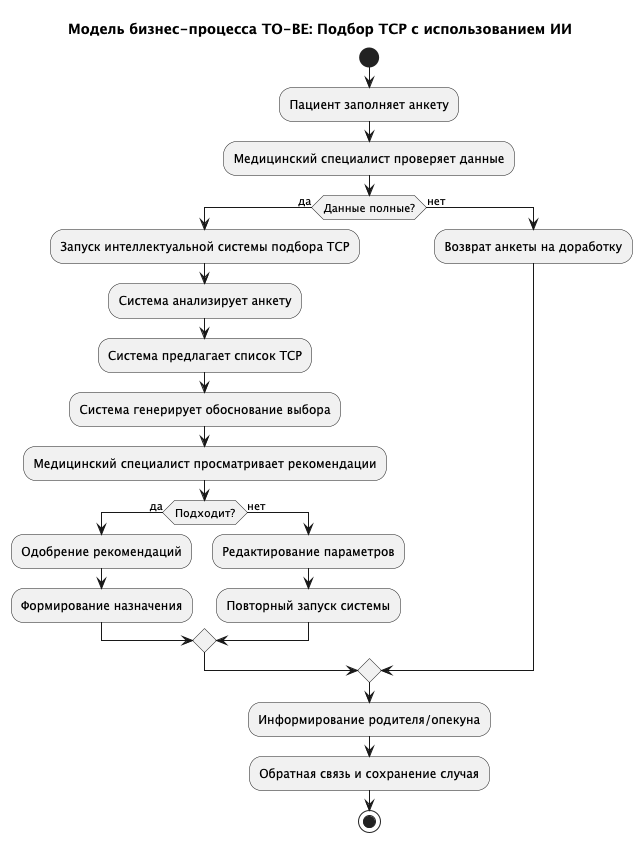 Модель бизнес-процесса TO-BE: Подбор ТСР с использованием ИИ
Пациент заполняет анкету
Медицинский специалист проверяет данные
да
Данные полные?
нет
Запуск интеллектуальной системы подбора ТСР
Возврат анкеты на доработку
Система анализирует анкету
Система предлагает список ТСР
Система генерирует обоснование выбора
Медицинский специалист просматривает рекомендации
да
Подходит?
нет
Одобрение рекомендаций
Редактирование параметров
Формирование назначения
Повторный запуск системы
Информирование родителя/опекуна
Обратная связь и сохранение случая